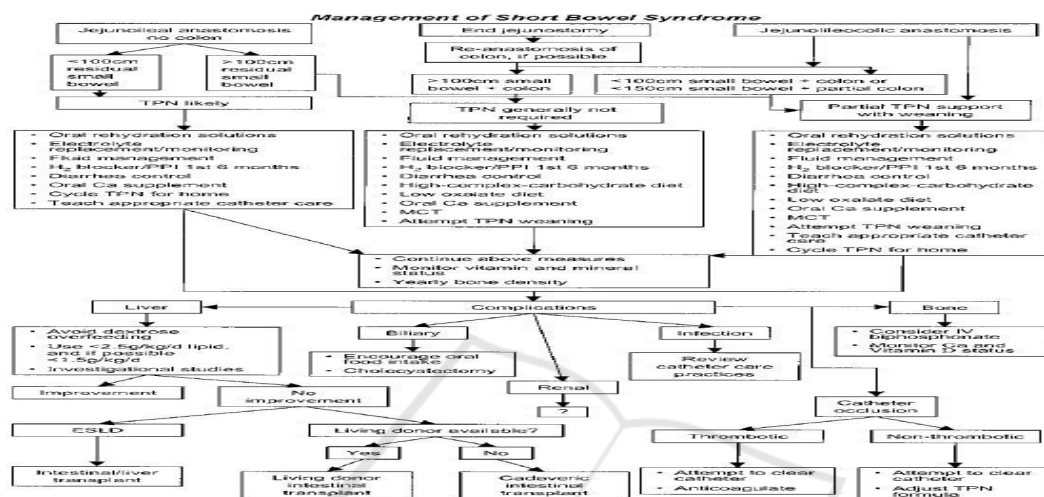 Management of Short Bowel Syndrome
Jejunoileal anastomosis
no colon
End jejunostomy
Jejunoileocolic anastomosis
<100cm
residual
small
bowel
>100cm
residual
small
bowel
Re-anastomosis of
colon, if possible
>100cm small
bowel + colon
<100cm small bowel + colon or
<150cm small bowel + partial colon
TPN likely
TPN generally not
required
Partial TPN support
with weaning
• Oral rehydration solutions
• Electrolyte
replacement/monitoring
• Fluid management
• H2 blocker/PPI 1st 6 months
• Diarrhea control
• Oral Ca supplement
• Cycle TPN for home
• Teach appropriate catheter care
• Oral rehydration solutions
• Electrolyte
replacement/monitoring
• Fluid management
• H2 blocker/PPI 1st 6 months
• Diarrhea control
• High-complex-carbohydrate diet
• Low oxalate diet
• Oral Ca supplement
• MCT
• Attempt TPN weaning
• Oral rehydration solutions
• Electrolyte
replacement/monitoring
• Fluid management
• H2 blocker/PPI 1st 6 months
• Diarrhea control
• High-complex-carbohydrate
diet
• Low oxalate diet
• Oral Ca supplement
• MCT
• Attempt TPN weaning
• Teach appropriate catheter
care
• Cycle TPN for home
• Continue above measures
• Monitor vitamin and mineral
status
• Yearly bone density
Liver
Complications
Bone
• Avoid dextrose
overfeeding
• Use <2.5g/kg/d lipid,
and if possible
<1.5g/kg/d
• Investigational studies
Biliary
Infection
• Consider IV
biphosphonate
• Monitor Ca and
Vitamin D status
• Encourage oral
food intake
• Cholecystectomy
Review
catheter care
practices
Improvement
No
improvement
Renal
?
Catheter
occlusion
ESLD
Living donor available?
Thrombotic
Non-thrombotic
Yes
No
Intestinal/liver
transplant
Living donor
intestinal
transplant
Cadaveric
intestinal
transplant
• Attempt to clear
catheter
• Anticoagulate
• Attempt to clear
catheter
• Adjust TPN
formula